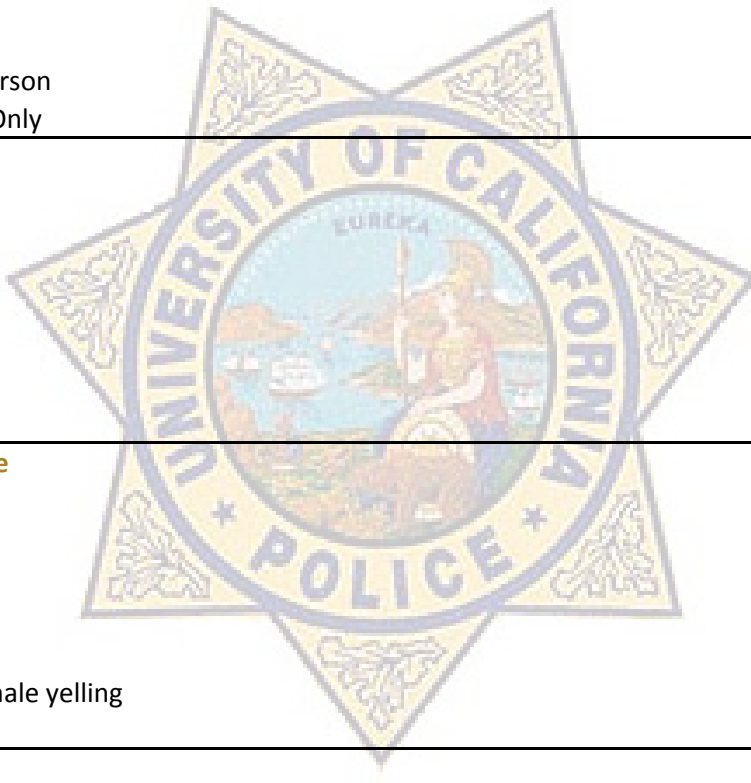 rson
Only
EUREKA
UNIVERSITY OF CALIFORNIA
e
POLICE
nale yelling